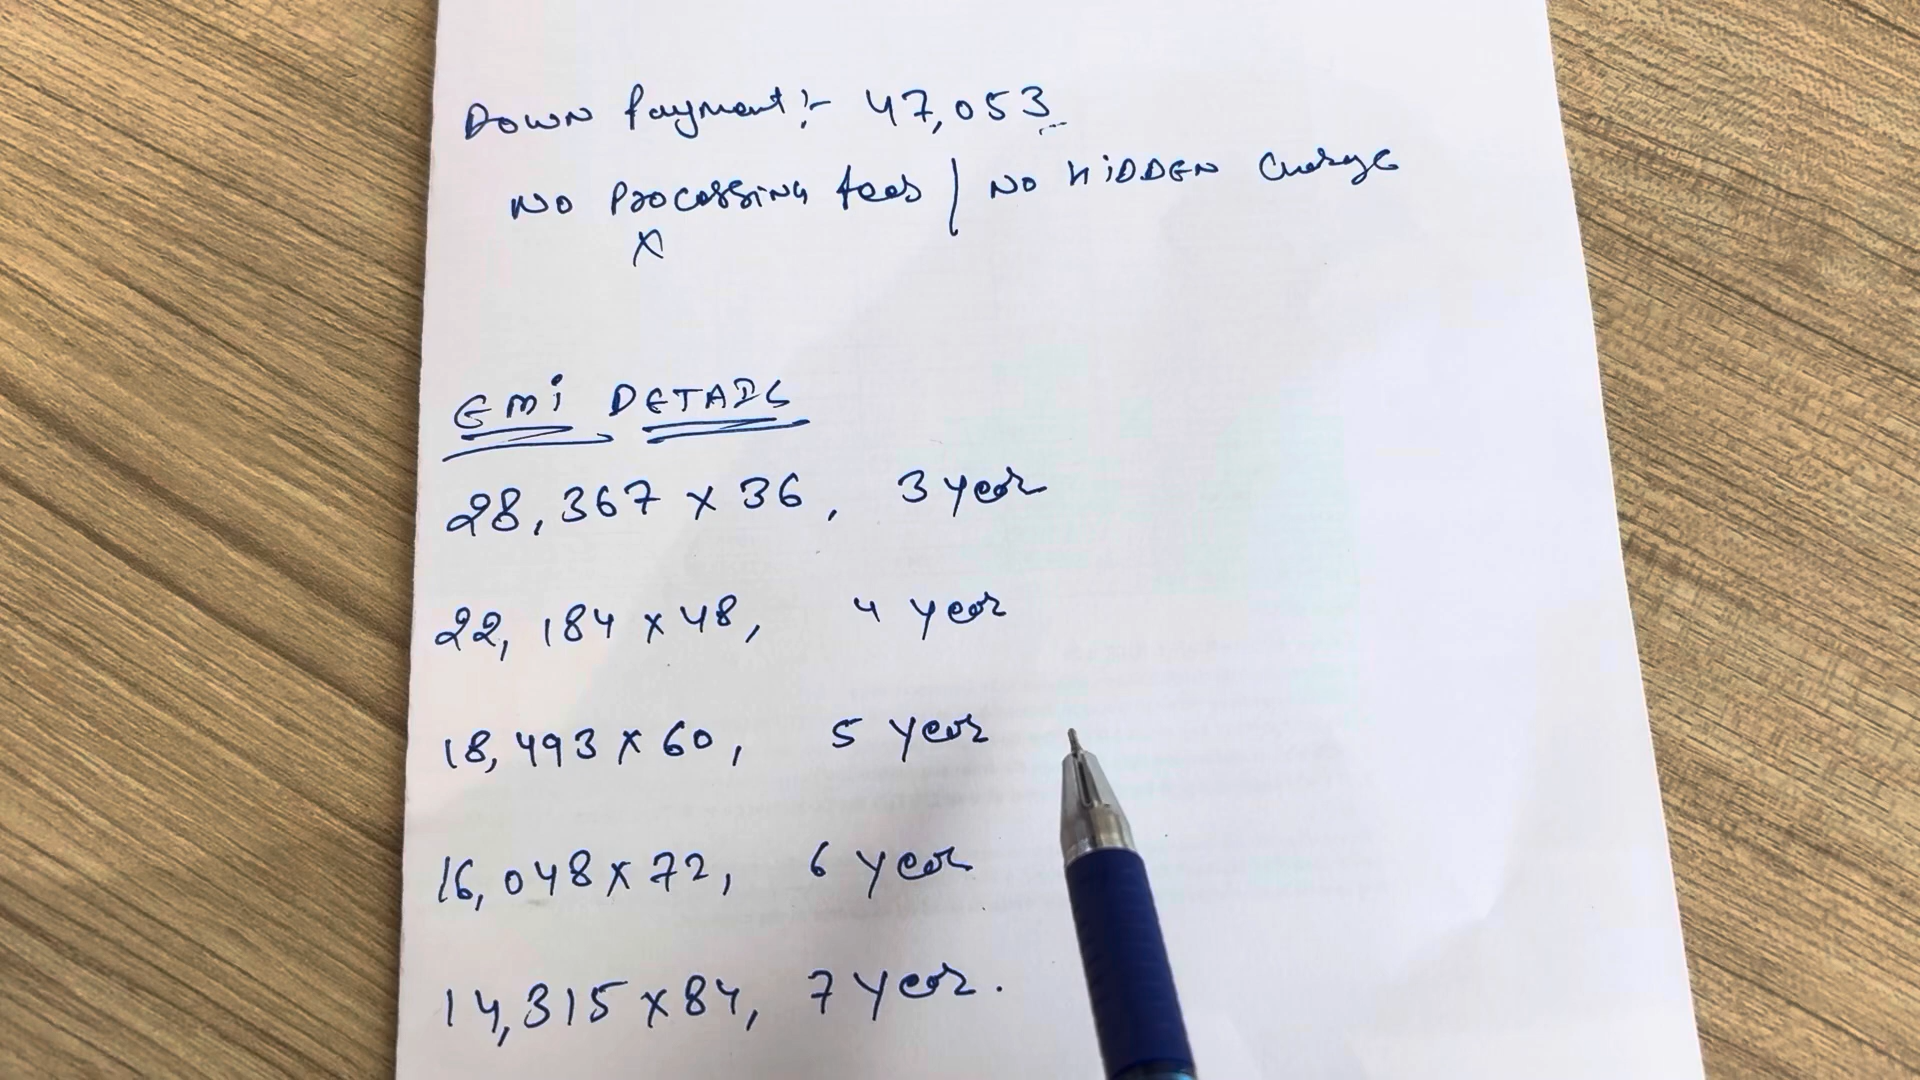 Down Payment:- 47,053
No Processing fees | No HIDDEN Charge
X
EMi DETAILS
28,367 x 36, 3 year
22,184 x 48, 4 year
18,493 x 60, 5 year
16,048 x 72, 6 year
14,315 x 84, 7 year.